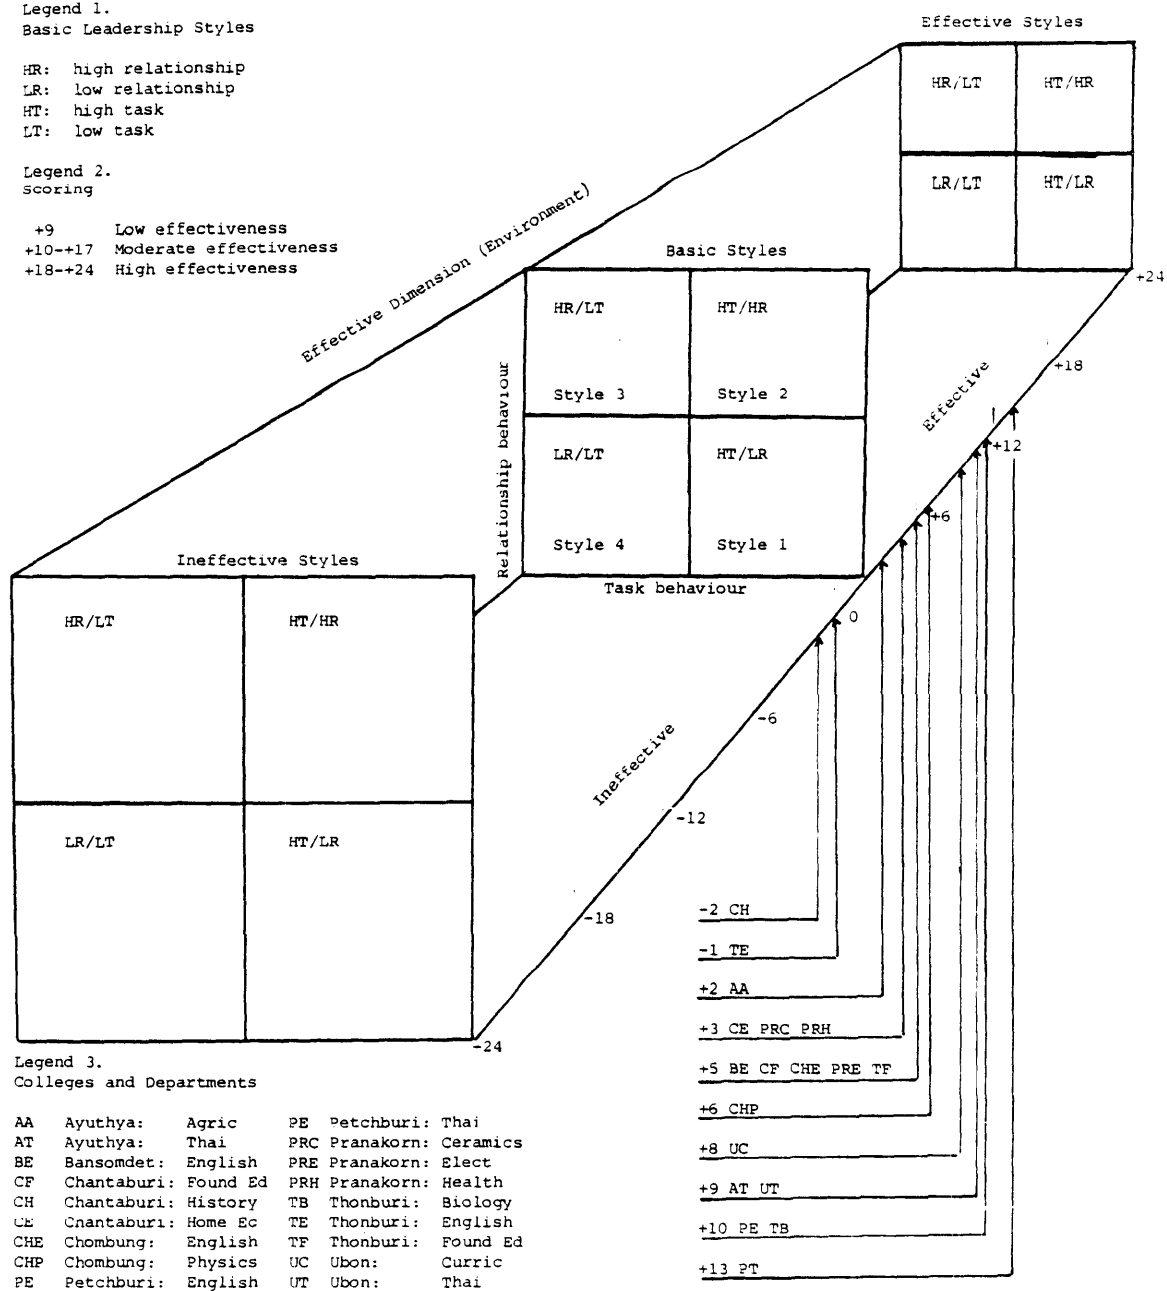 Legend 1.
Basic Leadership Styles
HR: high relationship
LR: low relationship
HT: high task
LT: low task
Legend 2.
Scoring
+9 Low effectiveness
+10-+17 Moderate effectiveness
+18-+24 High effectiveness
Effective Styles
HR/LT HT/HR
LR/LT HT/LR
Effective Dimension (Environment)
Basic Styles
HR/LT HT/HR
Style 3 Style 2
LR/LT HT/LR
Style 4 Style 1
Relationship behaviour
Task behaviour
Ineffective Styles
HR/LT HT/HR
LR/LT HT/LR
Effective
Ineffective
+24
+18
+12
+6
0
-6
-12
-18
-24
-2 CH
-1 TE
+2 AA
+3 CE PRC PRH
+5 BE CF CHE PRE TF
+6 CHP
+8 UC
+9 AT UT
+10 PE TB
+13 PT
Legend 3.
Colleges and Departments
AA Ayuthya: Agric PE Petchburi: Thai
AT Ayuthya: Thai PRC Pranakorn: Ceramics
BE Bansomdet: English PRE Pranakorn: Elect
CF Chantaburi: Found Ed PRH Pranakorn: Health
CH Chantaburi: History TB Thonburi: Biology
CE Chantaburi: Home Ec TE Thonburi: English
CHE Chombung: English TF Thonburi: Found Ed
CHP Chombung: Physics UC Ubon: Curric
PE Petchburi: English UT Ubon: Thai